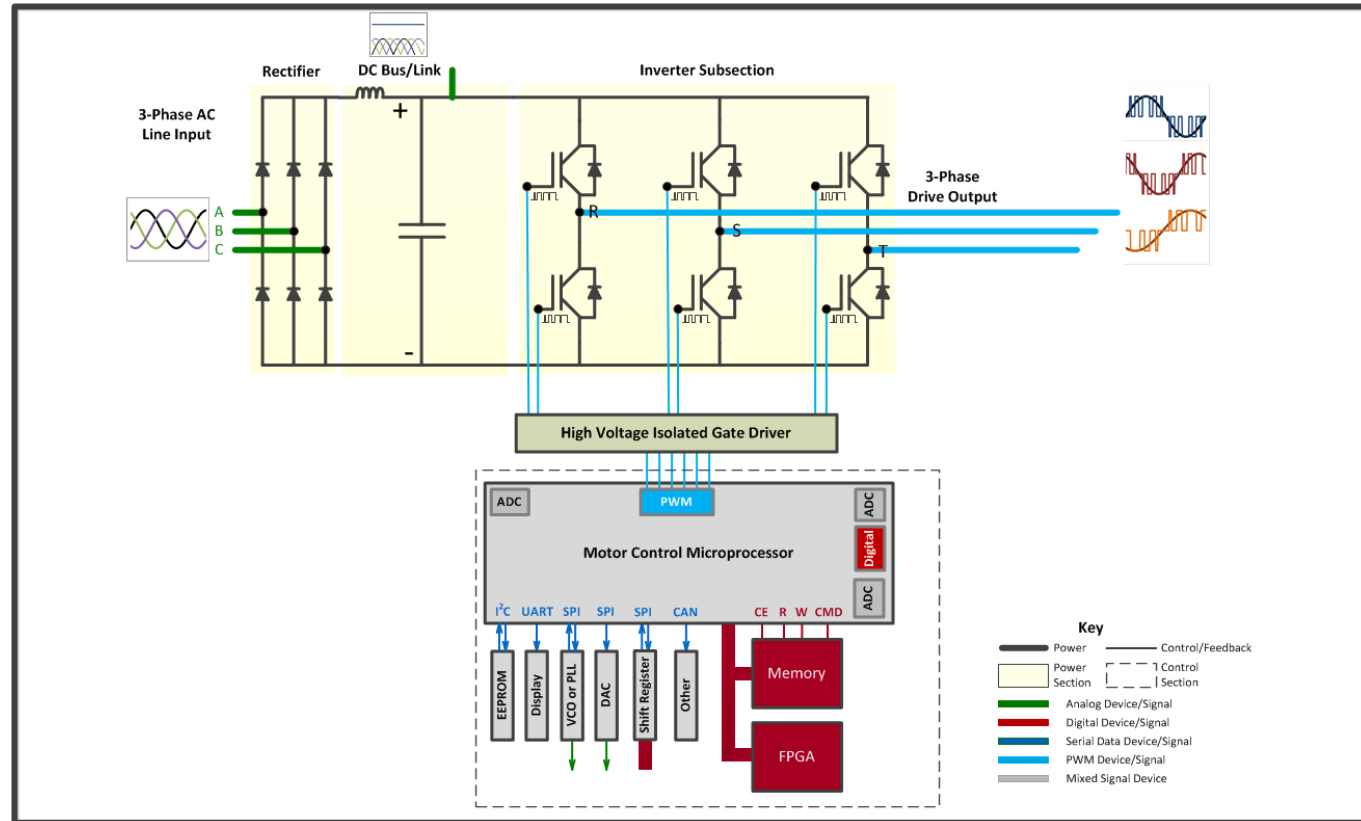 Rectifier
DC Bus/Link
Inverter Subsection
3-Phase AC
Line Input
+
-
A
B
C
R
S
T
3-Phase
Drive Output
High Voltage Isolated Gate Driver
ADC
PWM
ADC
Digital
ADC
Motor Control Microprocessor
I²C
UART
SPI
SPI
SPI
CAN
CE
R
W
CMD
EEPROM
Display
VCO or PLL
DAC
Shift Register
Other
Memory
FPGA
Key
Power
Control/Feedback
Power
Section
Control
Section
Analog Device/Signal
Digital Device/Signal
Serial Data Device/Signal
PWM Device/Signal
Mixed Signal Device